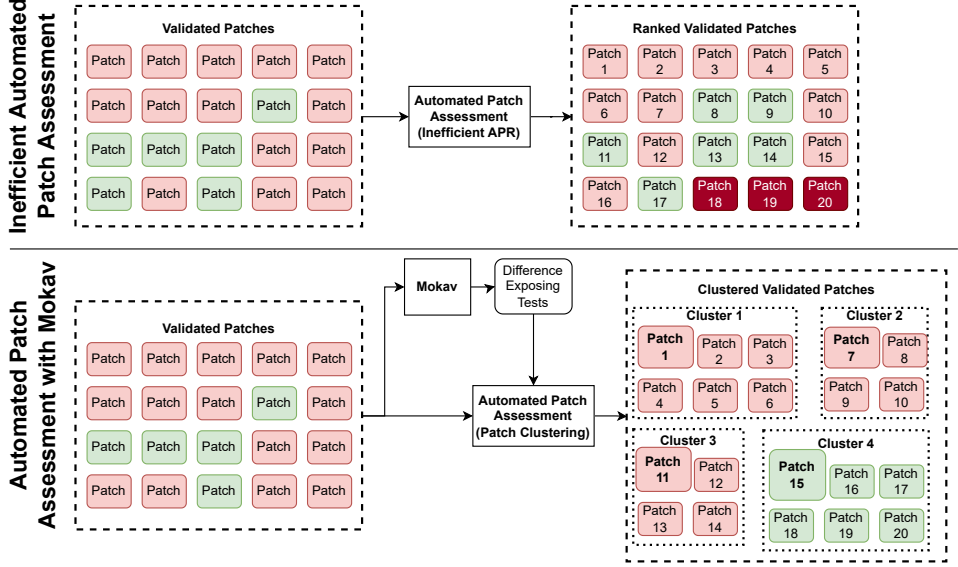 Inefficient Automated
Patch Assessment
Validated Patches
Patch Patch Patch Patch Patch
Patch Patch Patch Patch Patch
Patch Patch Patch Patch Patch
Patch Patch Patch Patch Patch
Automated Patch
Assessment
(Inefficient APR)
Ranked Validated Patches
Patch 1
Patch 2
Patch 3
Patch 4
Patch 5
Patch 6
Patch 7
Patch 8
Patch 9
Patch 10
Patch 11
Patch 12
Patch 13
Patch 14
Patch 15
Patch 16
Patch 17
Patch 18
Patch 19
Patch 20
Automated Patch
Assessment with Mokav
Validated Patches
Patch Patch Patch Patch Patch
Patch Patch Patch Patch Patch
Patch Patch Patch Patch Patch
Patch Patch Patch Patch Patch
Mokav
Difference
Exposing
Tests
Automated Patch
Assessment
(Patch Clustering)
Clustered Validated Patches
Cluster 1
Patch 1
Patch 2
Patch 3
Patch 4
Patch 5
Patch 6
Cluster 2
Patch 7
Patch 8
Patch 9
Patch 10
Cluster 3
Patch 11
Patch 12
Patch 13
Patch 14
Cluster 4
Patch 15
Patch 16
Patch 17
Patch 18
Patch 19
Patch 20